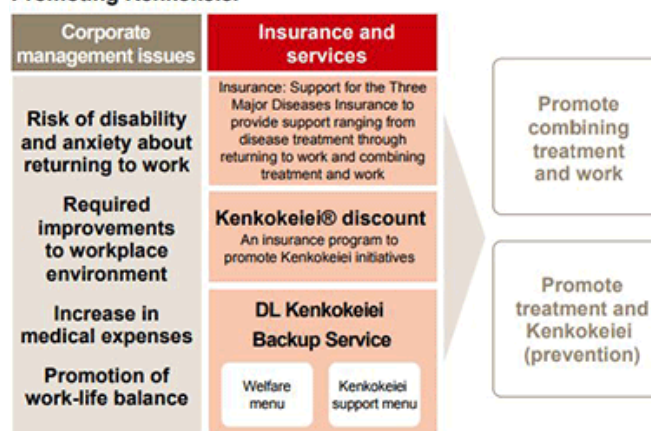 Corporate
management issues
Risk of disability
and anxiety about
returning to work
Required
improvements
to workplace
environment
Increase in
medical expenses
Promotion of
work-life balance
Insurance and
services
Insurance: Support for the Three
Major Diseases Insurance to
provide support ranging from
disease treatment through
returning to work and combining
treatment and work
Kenkokeiei® discount
An insurance program to
promote Kenkokeiei initiatives
DL Kenkokeiei
Backup Service
Welfare
menu
Kenkokeiei
support menu
Promote
combining
treatment
and work
Promote
treatment and
Kenkokeiei
(prevention)